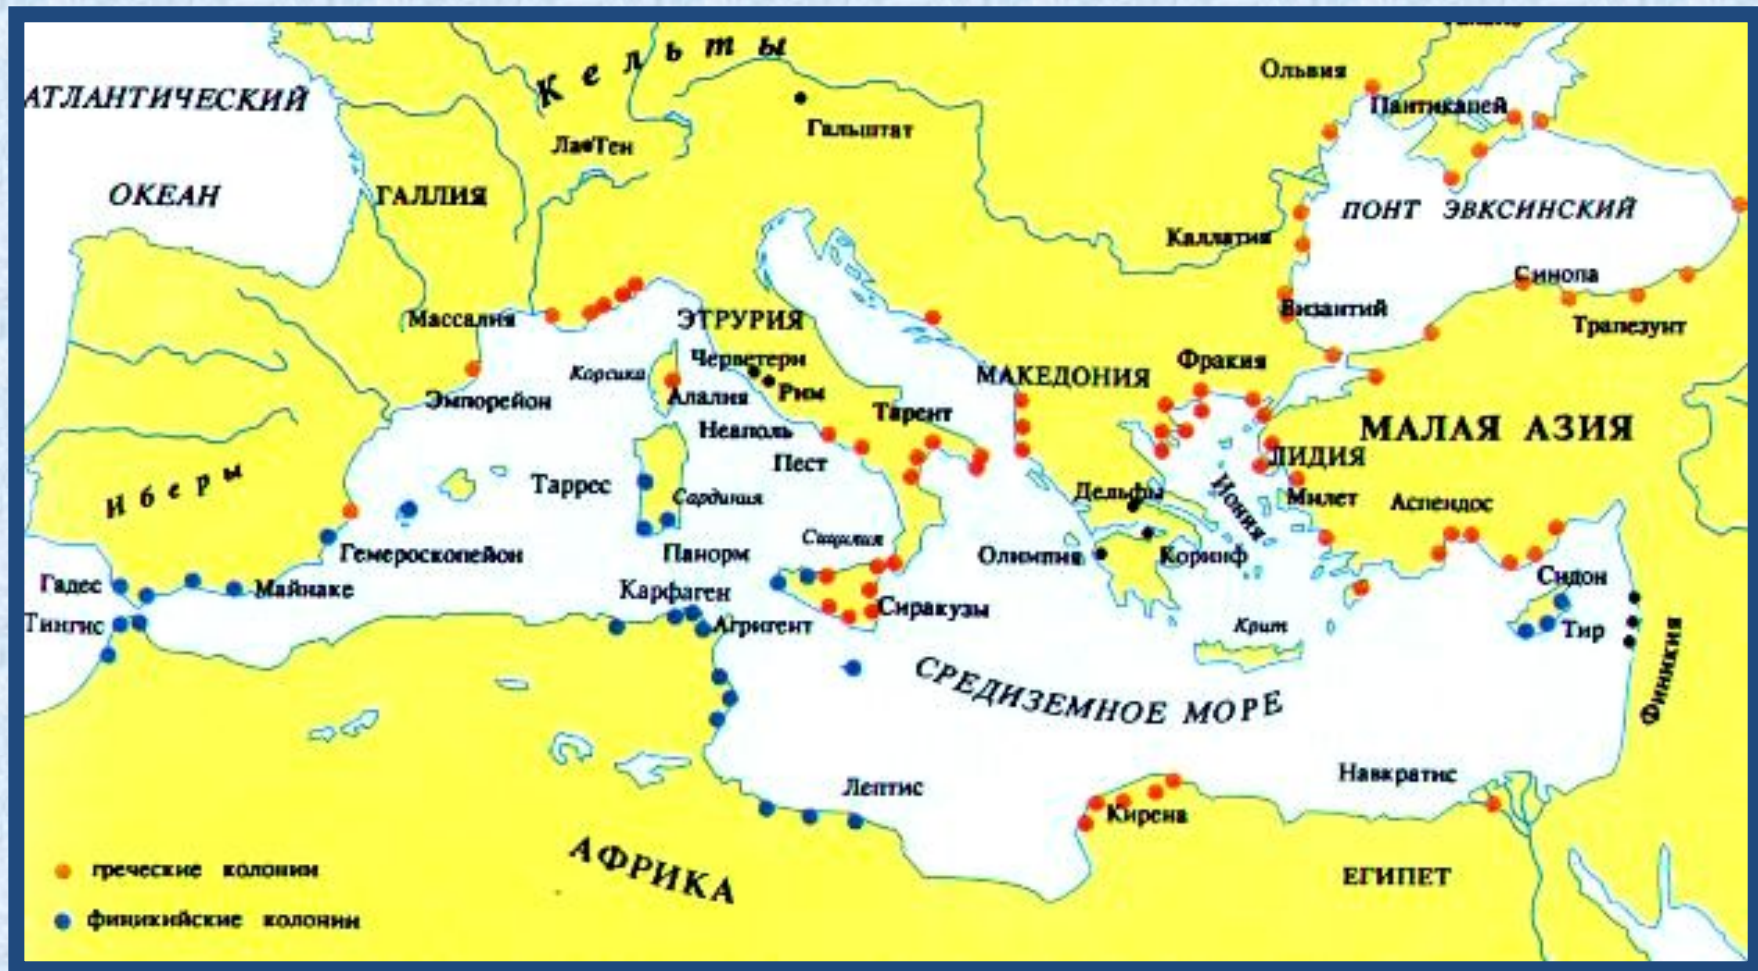 Кельты
Ольвия
АТЛАНТИЧЕСКИЙ
Пантикапей
Гальштат
Ла Тен
ОКЕАН
ГАЛЛИЯ
ПОНТ ЭВКСИНСКИЙ
Каллатия
Синопа
Массалия
ЭТРУРИЯ
Византий
Трапезунт
Черветери
Фракия
Корсика
МАКЕДОНИЯ
Рим
Эмпорейон
Алалия
Тарент
МАЛАЯ АЗИЯ
Неаполь
Пест
ЛИДИЯ
Иберы
Таррес
Сардиния
Дельфы
Иония
Милет
Аспендос
Сицилия
Гемероскопейон
Панорм
Олимпия
Коринф
Гадес
Майнаке
Карфаген
Сидон
Сиракузы
Тингис
Агригент
Крит
Тир
Финикия
СРЕДИЗЕМНОЕ МОРЕ
Навкратис
Лептис
Кирена
АФРИКА
ЕГИПЕТ
греческие колонии
финикийские колонии